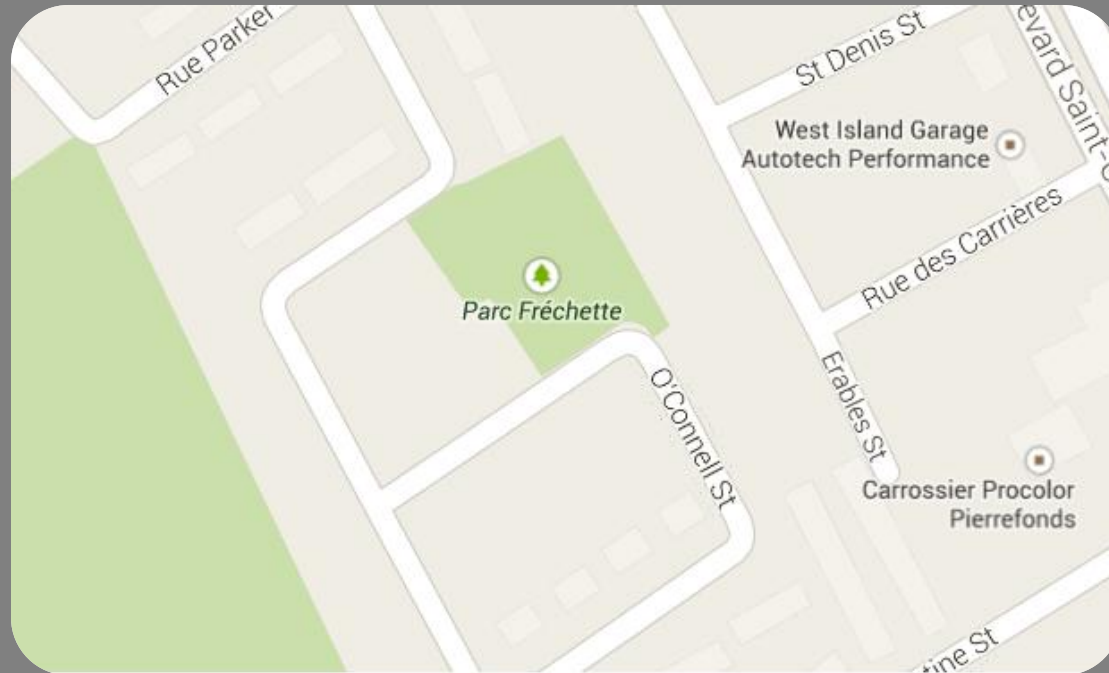 Rue Parker
St Denis St
evard Saint-C
West Island Garage
Autotech Performance
Rue des Carrières
Parc Fréchette
Erables St
O'Connell St
Carrossier Procolor
Pierrefonds
tine St